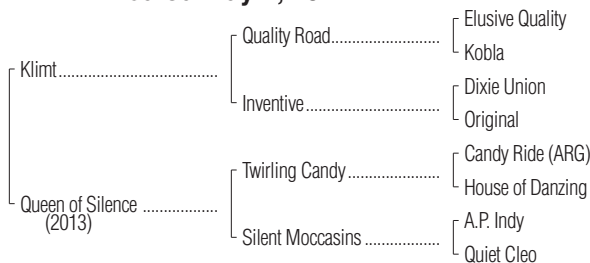 Elusive Quality
Quality Road
Kobla
Klimt
Dixie Union
Inventive
Original
Candy Ride (ARG)
Twirling Candy
House of Danzing
Queen of Silence
(2013)
A.P. Indy
Silent Moccasins
Quiet Cleo